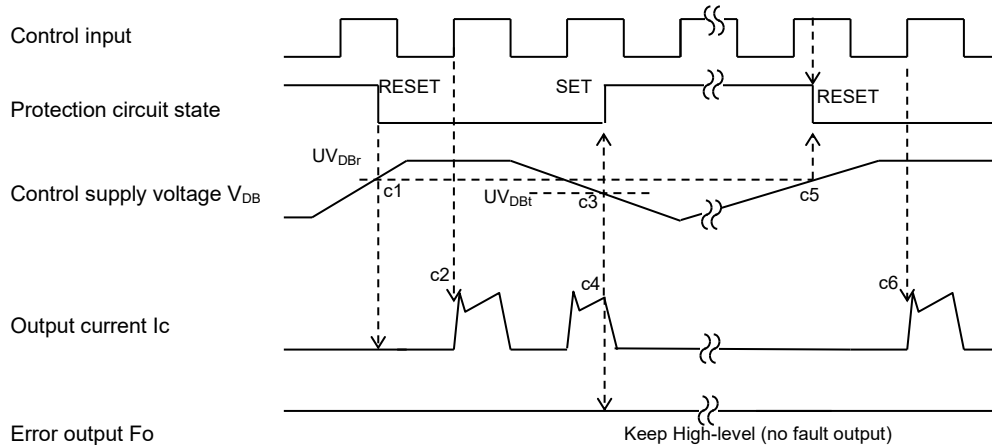 Control input
RESET
SET
RESET
Protection circuit state
UVDBr
c1
Control supply voltage VDB
UVDBt
c3
c5
c2
c4
c6
Output current Ic
Error output Fo
Keep High-level (no fault output)